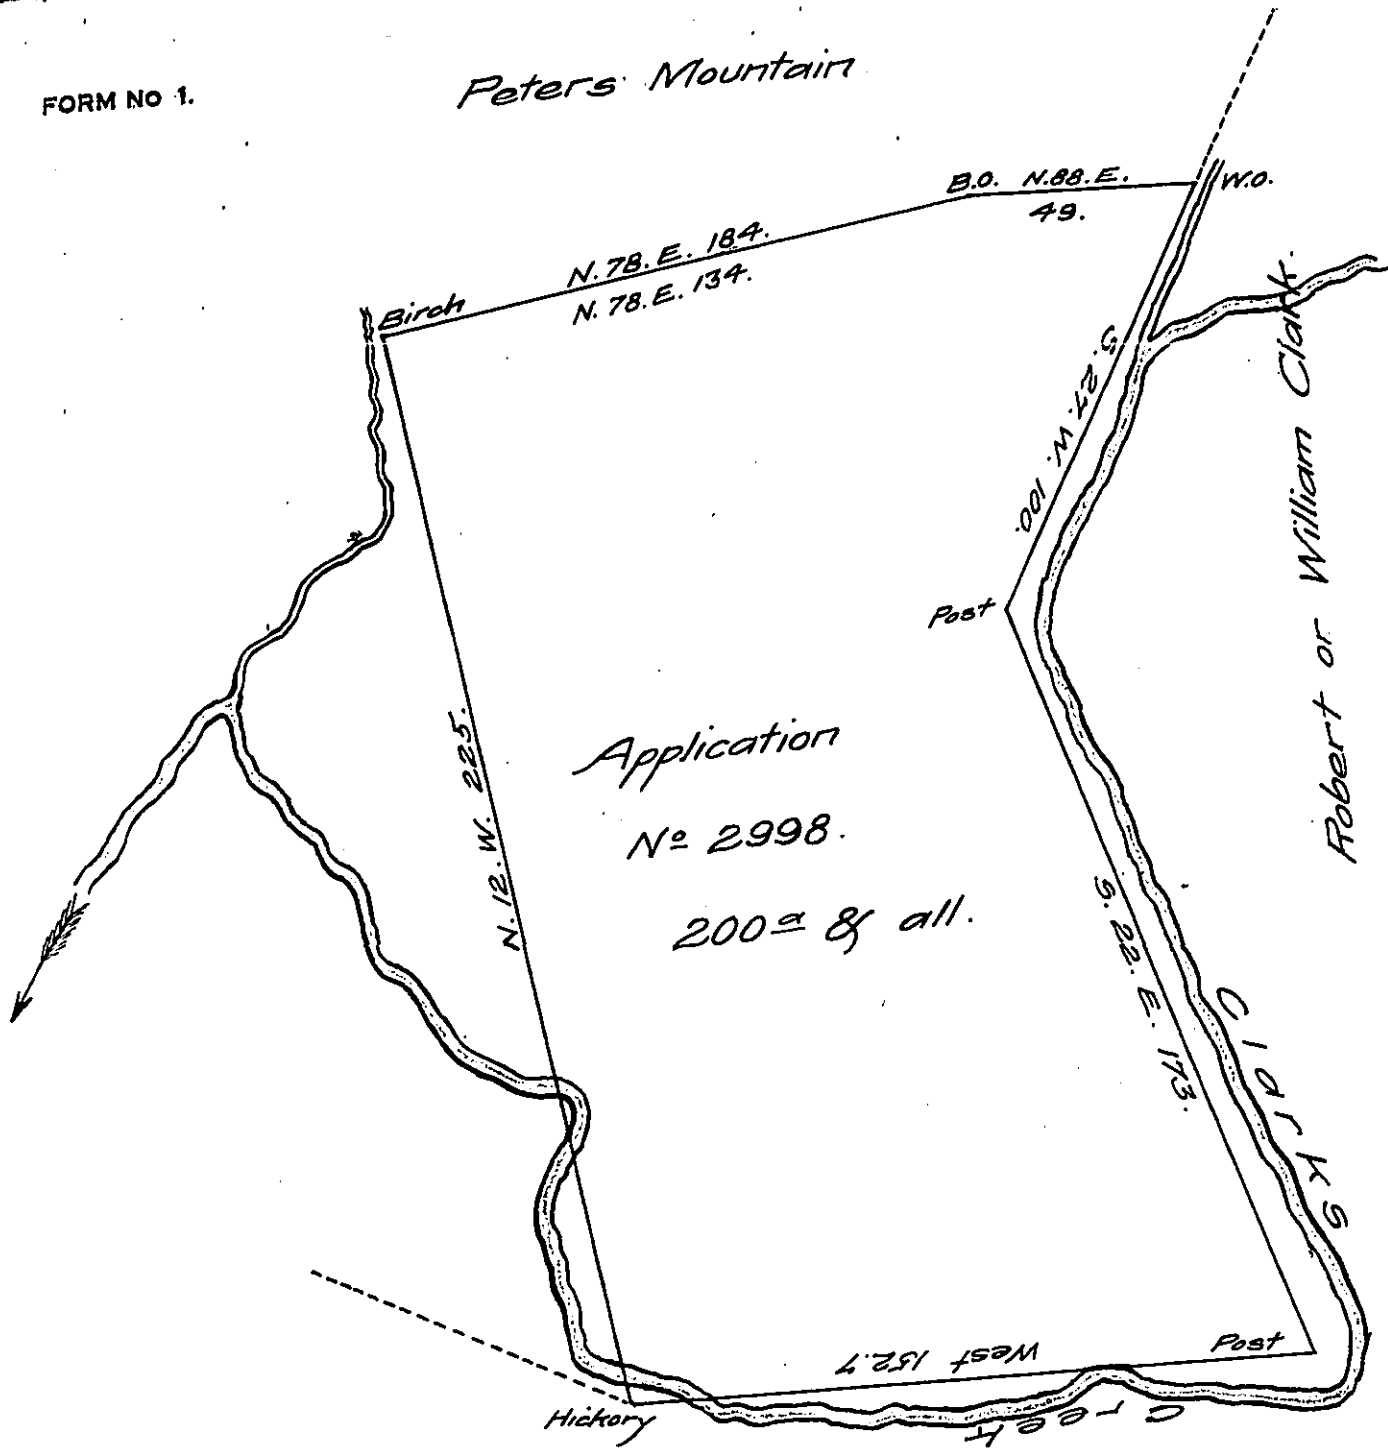 FORM NO 1.
Peters Mountain
B.O. N.88.E.
49.
W.O.
N.78.E. 184.
N.78.E. 134.
Birch
S. 27. W. 100.
Robert or William Clark.
Post
N. 12. W. 225.
Application
Nº 2998.
200ª & all.
S. 22. E. 173.
Clarks
Creek
West 152.7
Post
Hickory